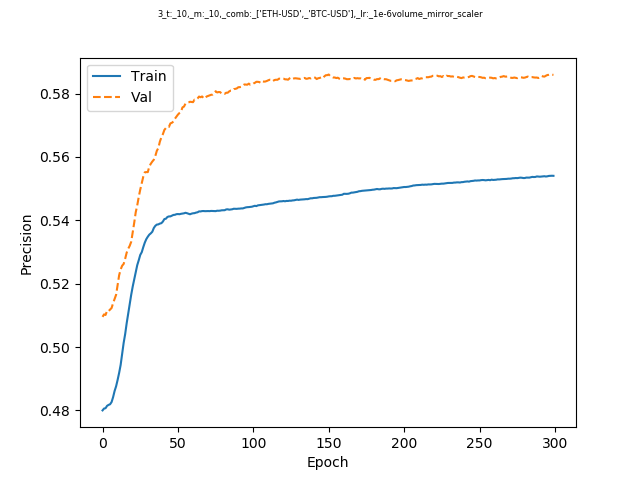 3_t:_10,_m:_10,_comb:_['ETH-USD',_'BTC-USD'],_lr:_1e-6volume_mirror_scaler
Train
Val
0.58
0.56
0.54
0.52
0.50
0.48
Precision
0 50 100 150 200 250 300
Epoch